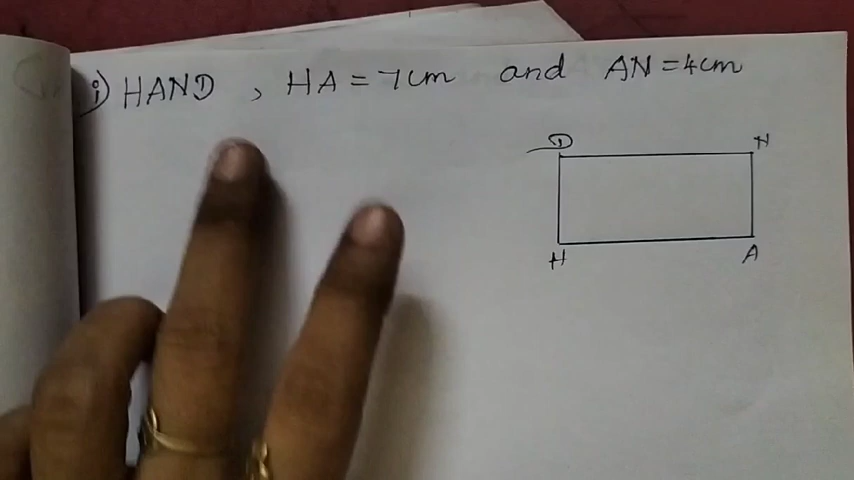 i) HAND , HA = 7cm and AN = 4cm
D N
H A